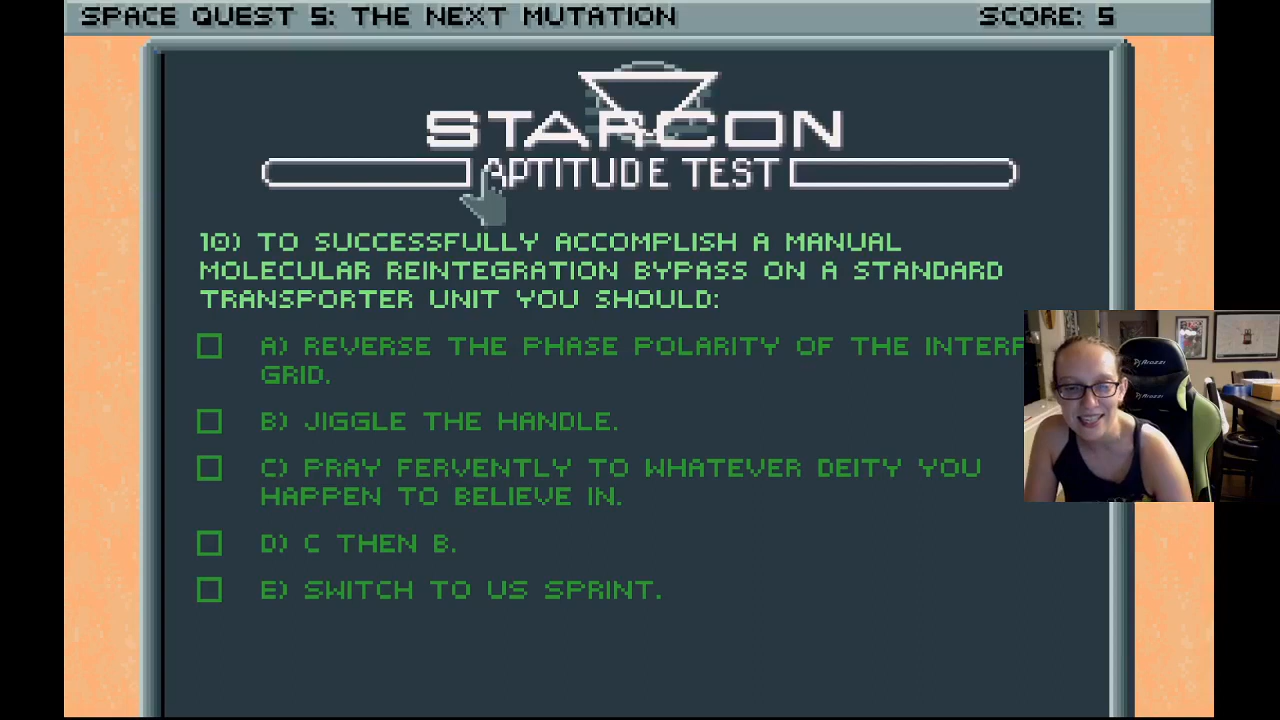 SPACE QUEST 5: THE NEXT MUTATION SCORE: 5
STARCON
APTITUDE TEST
10) TO SUCCESSFULLY ACCOMPLISH A MANUAL
MOLECULAR REINTEGRATION BYPASS ON A STANDARD
TRANSPORTER UNIT YOU SHOULD:
A) REVERSE THE PHASE POLARITY OF THE INTERF
GRID.
B) JIGGLE THE HANDLE.
C) PRAY FERVENTLY TO WHATEVER DEITY YOU
HAPPEN TO BELIEVE IN.
D) C THEN B.
E) SWITCH TO US SPRINT.